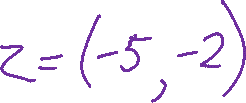 z = (-5, -2)